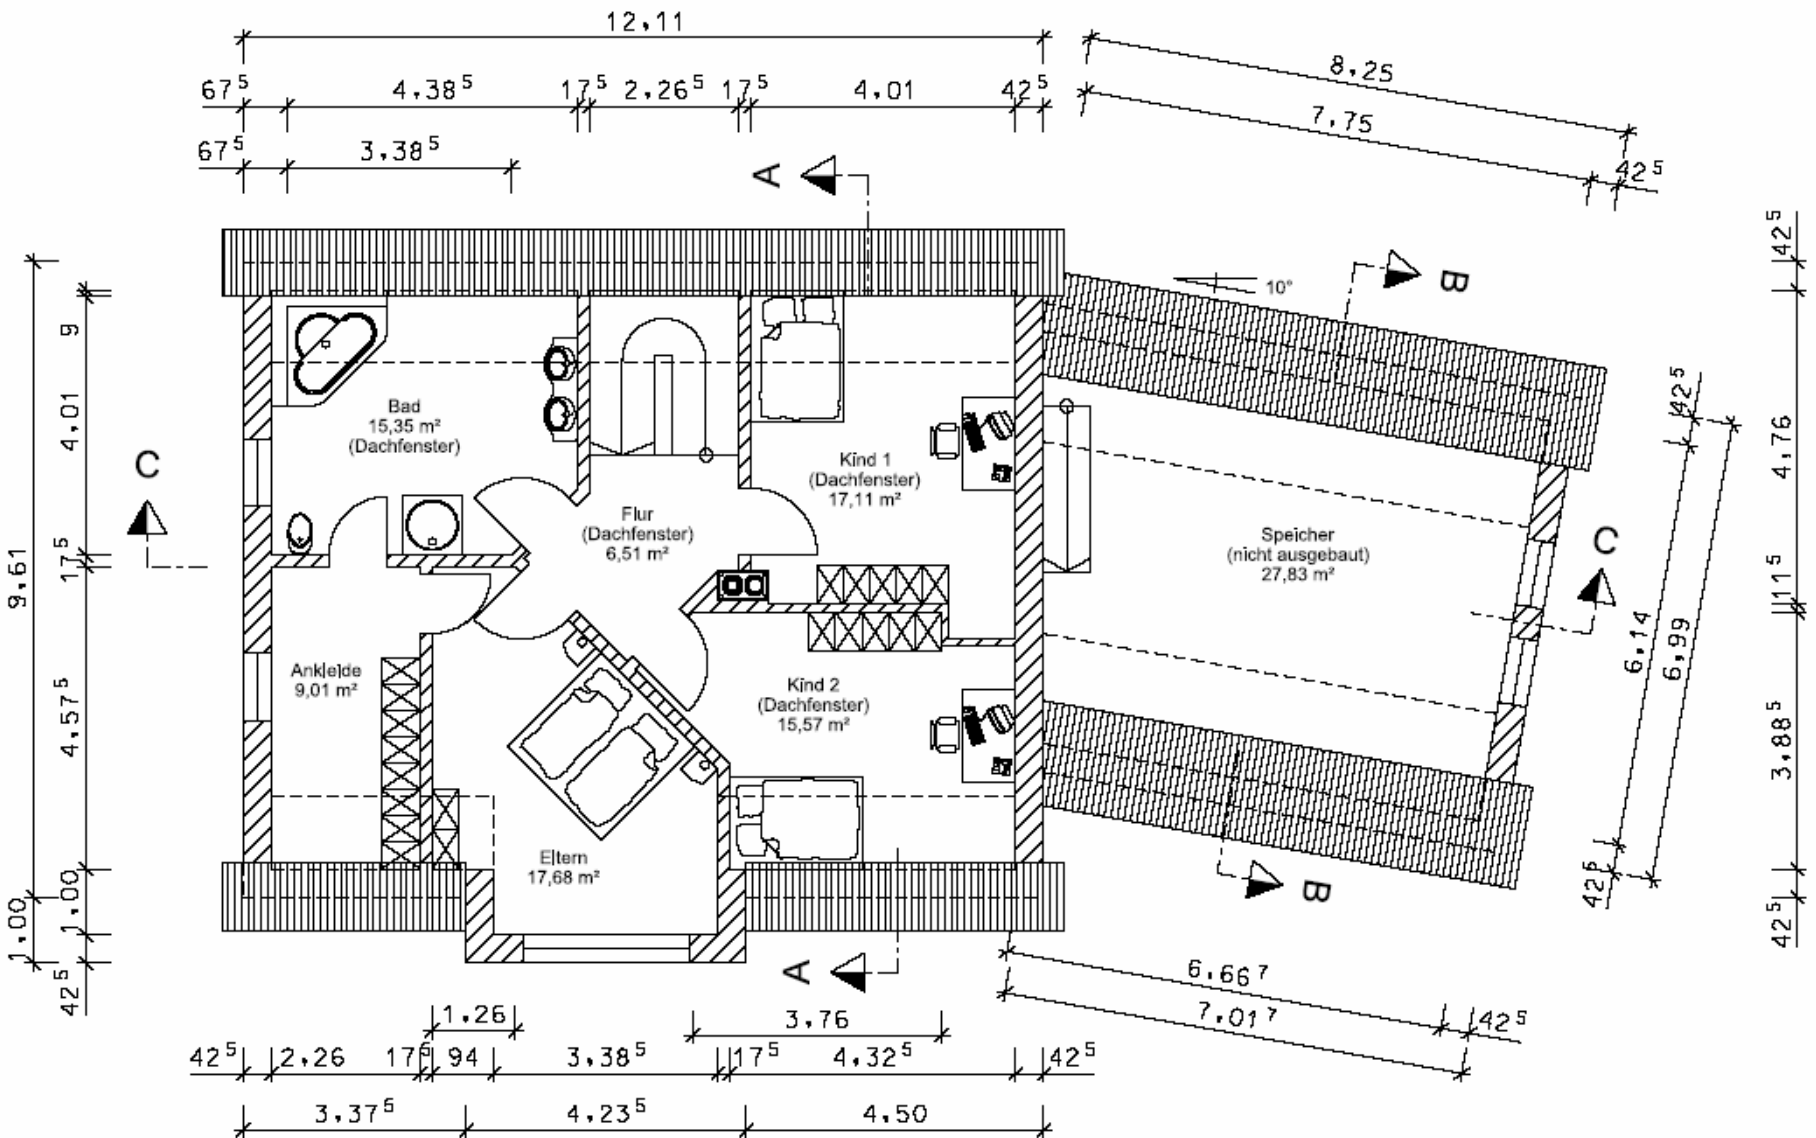 12,11
8,25
67⁵ 4,38⁵ 17⁵ 2,26⁵ 17⁵ 4,01 42⁵
7,75
67⁵ 3,38⁵
42⁵
A
42⁵
B
10°
9
4,01
17⁵
4,57⁵
1,00
42⁵
9,61
1,00
C
Bad
15,35 m²
(Dachfenster)
Flur
(Dachfenster)
6,51 m²
Kind 1
(Dachfenster)
17,11 m²
Speicher
(nicht ausgebaut)
27,83 m²
C
42⁵
6,14
6,99
42⁵
4,76
11⁵
3,88⁵
42⁵
Ankleide
9,01 m²
Kind 2
(Dachfenster)
15,57 m²
Eltern
17,68 m²
B
A
6.66⁷
7.01⁷
42⁵
1,26
3,76
42⁵ 2,26 17⁵ 94 3,38⁵ 17⁵ 4,32⁵ 42⁵
3,37⁵ 4,23⁵ 4,50